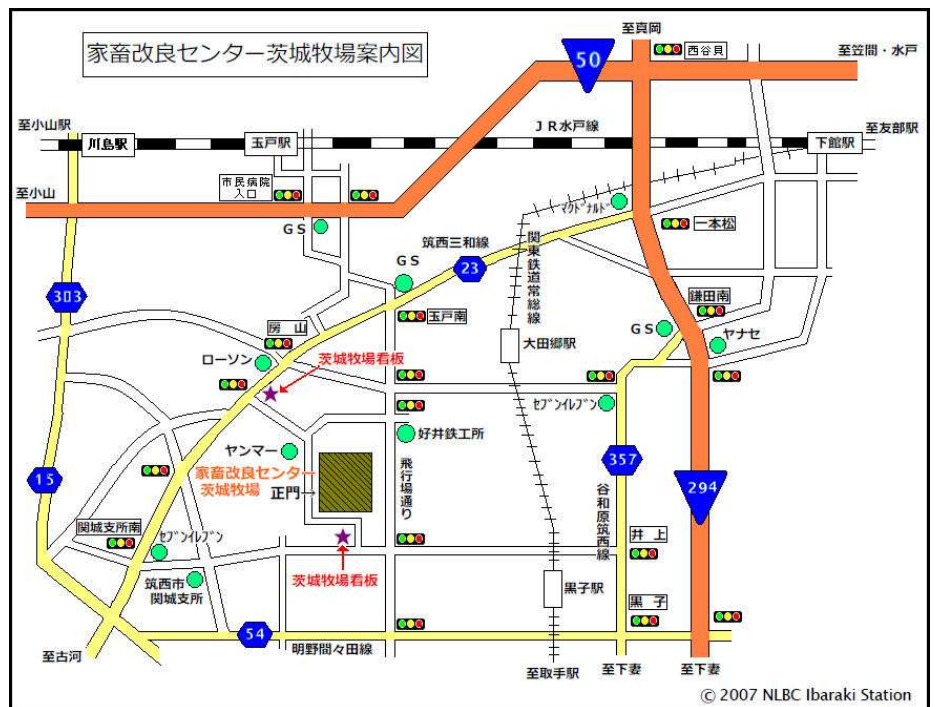 家畜改良センター茨城牧場案内図
至真岡
50
西谷貝
至笠間・水戸
至小山駅
川島駅
玉戸駅
JR水戸線
至友部駅
下館駅
至小山
市民病院
入口
マクドナルド
一本松
GS
筑西三和線
関東鉄道常総線
GS
23
303
玉戸南
鎌田南
房山
GS
ヤナセ
大田郷駅
ローソン
茨城牧場看板
セブンイレブン
好井鉄工所
ヤンマー
飛行場通り
家畜改良センター
茨城牧場
正門
357
15
294
谷和原筑西線
関城支所南
セブンイレブン
井上
茨城牧場看板
筑西市
関城支所
黒子駅
黒子
54
明野間々田線
至古河
至取手駅
至下妻
至下妻
© 2007 NLBC Ibaraki Station